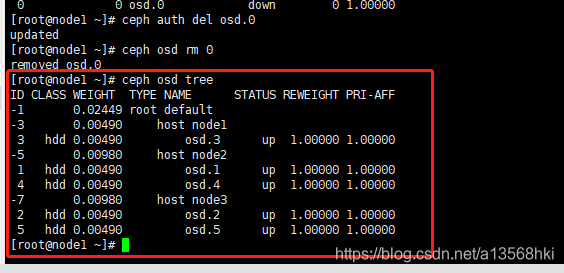 0 0 osd.0 down 0 1.00000
[root@node1 ~]# ceph auth del osd.0
updated
[root@node1 ~]# ceph osd rm 0
removed osd.0
[root@node1 ~]# ceph osd tree
ID CLASS WEIGHT TYPE NAME STATUS REWEIGHT PRI-AFF
-1 0.02449 root default
-3 0.00490 host node1
3 hdd 0.00490 osd.3 up 1.00000 1.00000
-5 0.00980 host node2
1 hdd 0.00490 osd.1 up 1.00000 1.00000
4 hdd 0.00490 osd.4 up 1.00000 1.00000
-7 0.00980 host node3
2 hdd 0.00490 osd.2 up 1.00000 1.00000
5 hdd 0.00490 osd.5 up 1.00000 1.00000
[root@node1 ~]#
https://blog.csdn.net/a13568hki